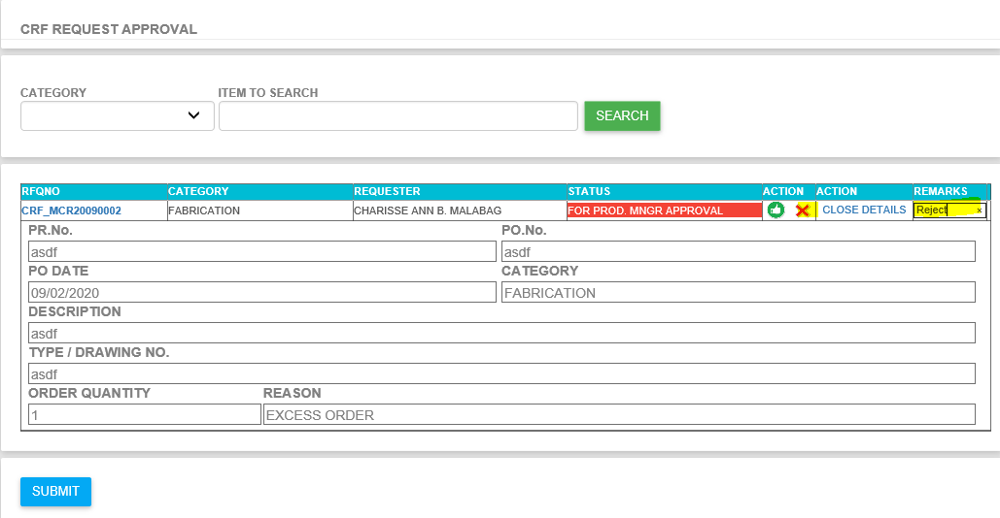 CRF REQUEST APPROVAL
CATEGORY ITEM TO SEARCH
SEARCH
RFQNO CATEGORY REQUESTER STATUS ACTION ACTION REMARKS
CRF_MCR20090002 FABRICATION CHARISSE ANN B. MALABAG FOR PROD. MNGR APPROVAL CLOSE DETAILS Reject ×
PR.No. PO.No.
asdf asdf
PO DATE CATEGORY
09/02/2020 FABRICATION
DESCRIPTION
asdf
TYPE / DRAWING NO.
asdf
ORDER QUANTITY REASON
1 EXCESS ORDER
SUBMIT